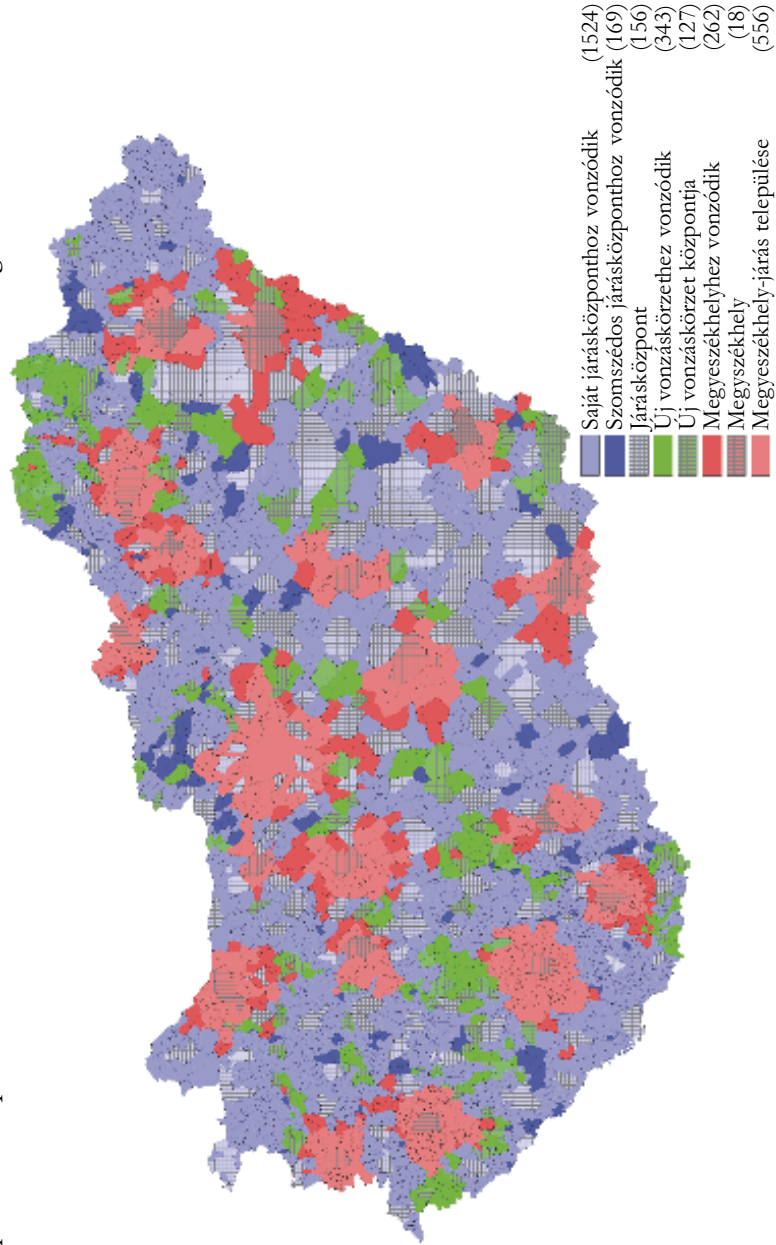 Saját járásközponthoz vonzódik (1524)
Szomszédos járásközponthoz vonzódik (169)
Járásközpont (156)
Új vonzáskörzethez vonzódik (343)
Új vonzáskörzet központja (127)
Megyeszékhelyhez vonzódik (262)
Megyszékhely (18)
Megyeszékhely-járás települése (556)